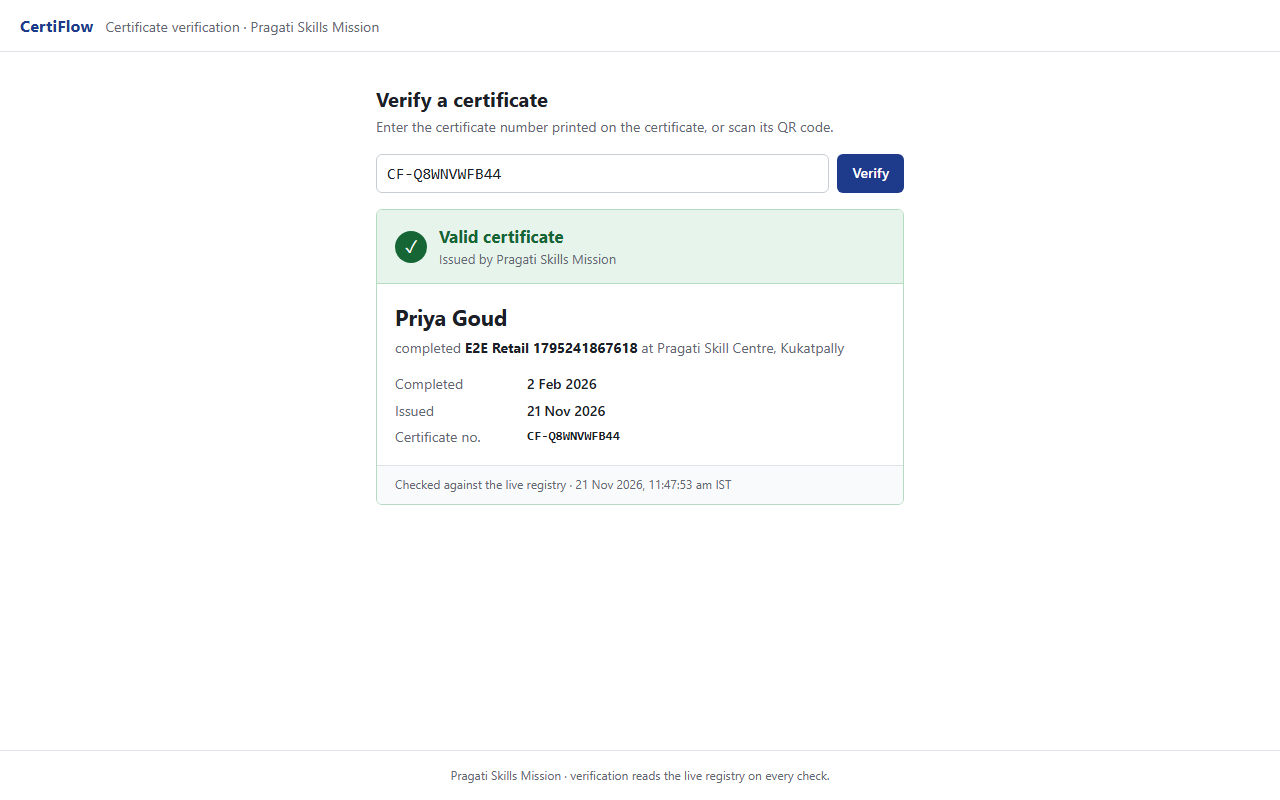 CertiFlow Certificate verification · Pragati Skills Mission
Verify a certificate
Enter the certificate number printed on the certificate, or scan its QR code.
CF-Q8WNVWFB44 Verify
✓ Valid certificate
Issued by Pragati Skills Mission
Priya Goud
completed E2E Retail 1795241867618 at Pragati Skill Centre, Kukatpally
Completed 2 Feb 2026
Issued 21 Nov 2026
Certificate no. CF-Q8WNVWFB44
Checked against the live registry · 21 Nov 2026, 11:47:53 am IST
Pragati Skills Mission · verification reads the live registry on every check.